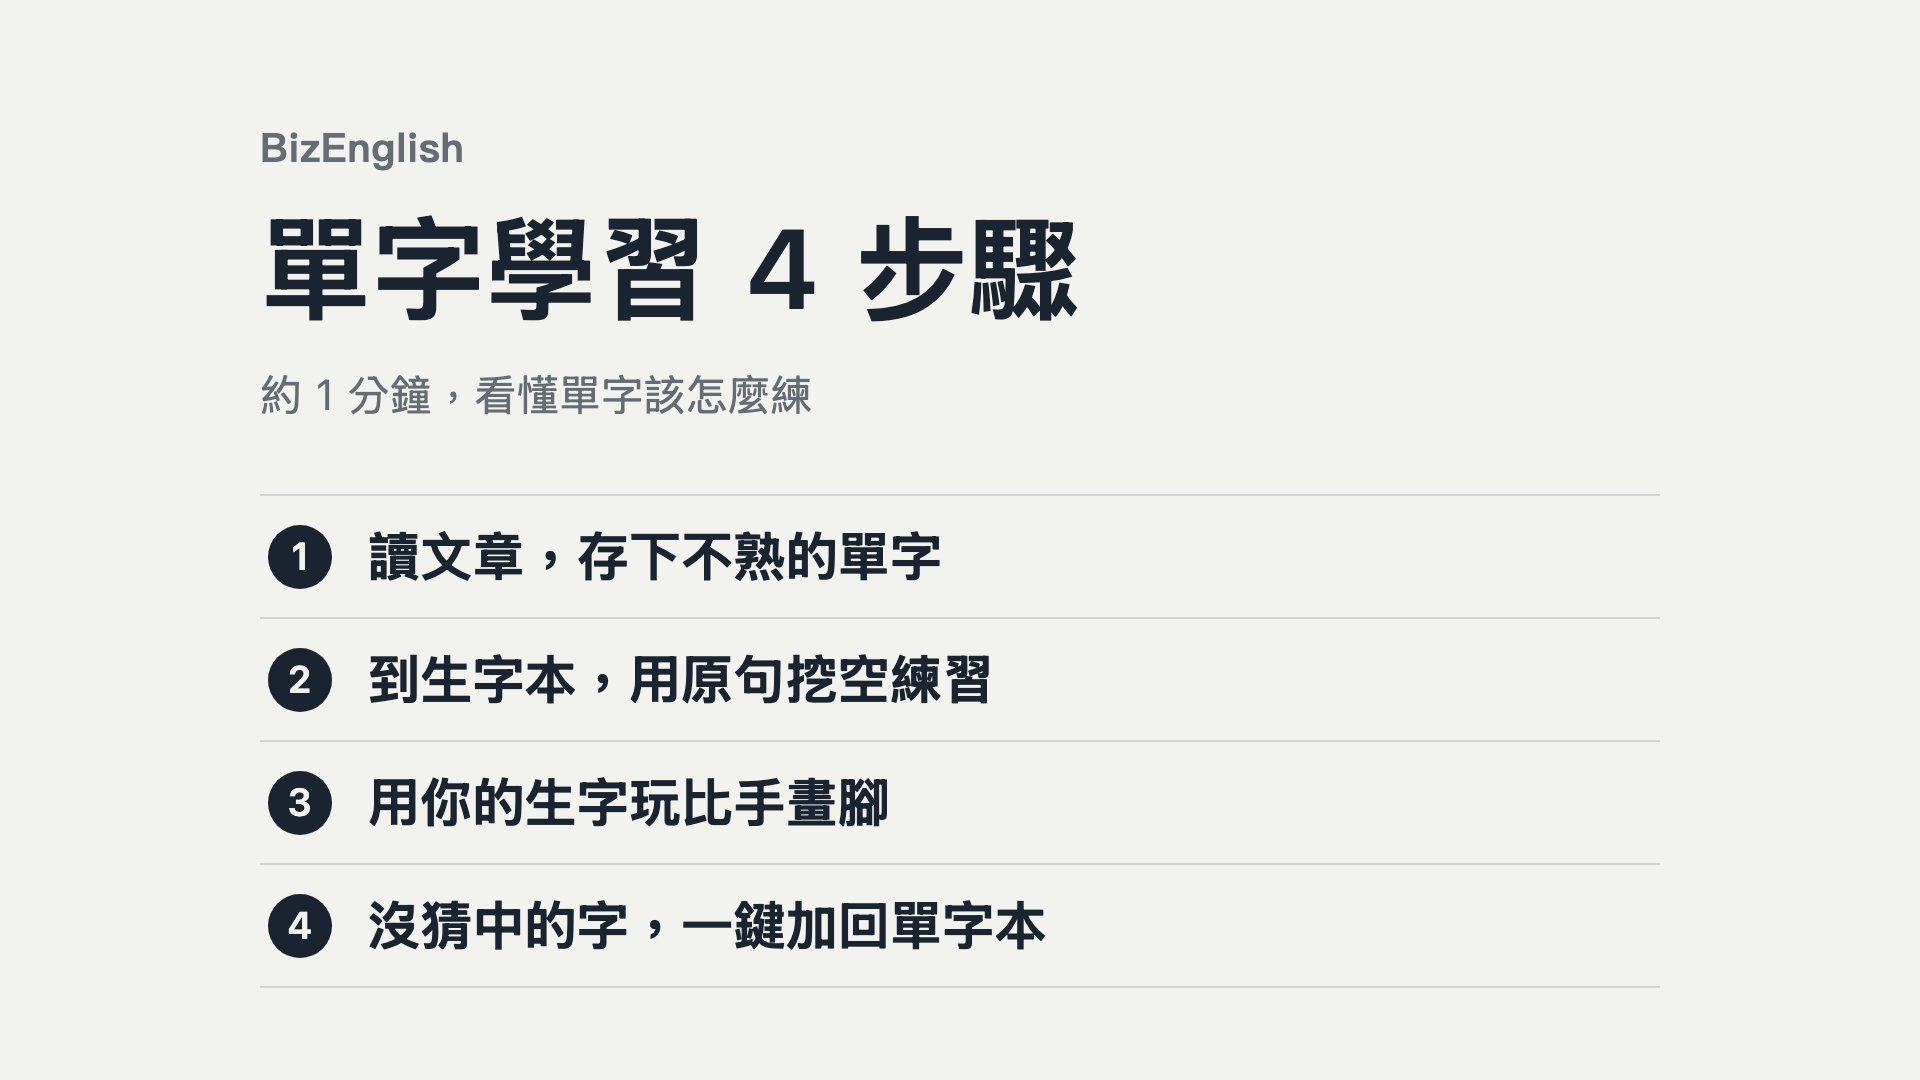 BizEnglish
單字學習 4 步驟
約 1 分鐘，看懂單字該怎麼練
1 讀文章，存下不熟的單字
2 到生字本，用原句挖空練習
3 用你的生字玩比手畫腳
4 沒猜中的字，一鍵加回單字本